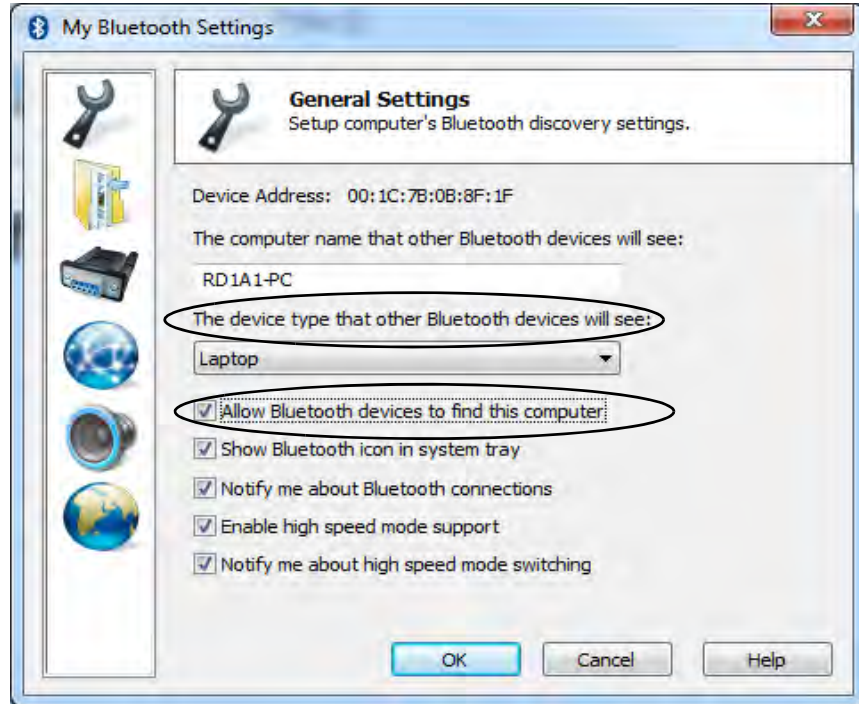 My Bluetooth Settings
General Settings
Setup computer's Bluetooth discovery settings.
Device Address: 00:1C:7B:0B:8F:1F
The computer name that other Bluetooth devices will see:
RD1A1-PC
The device type that other Bluetooth devices will see:
Laptop
Allow Bluetooth devices to find this computer
Show Bluetooth icon in system tray
Notify me about Bluetooth connections
Enable high speed mode support
Notify me about high speed mode switching
OK Cancel Help